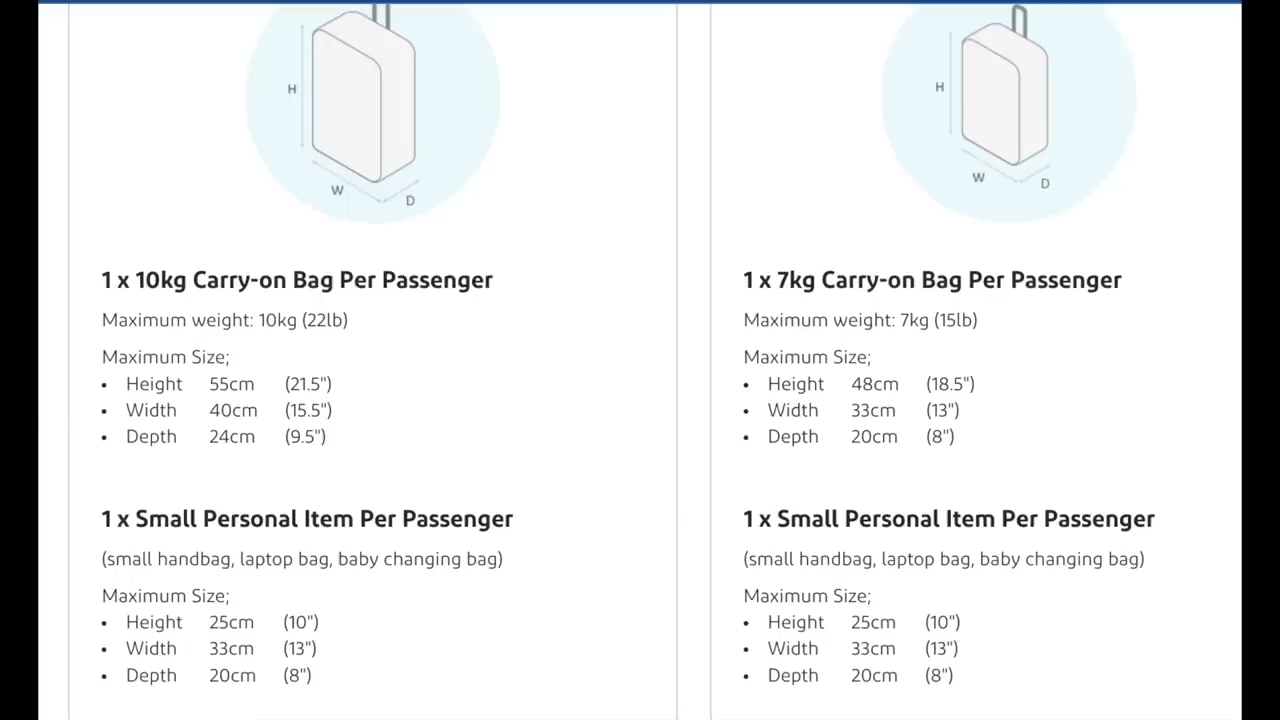 H
W
D
1 x 10kg Carry-on Bag Per Passenger
Maximum weight: 10kg (22lb)
Maximum Size;
• Height 55cm (21.5")
• Width 40cm (15.5")
• Depth 24cm (9.5")
1 x Small Personal Item Per Passenger
(small handbag, laptop bag, baby changing bag)
Maximum Size;
• Height 25cm (10")
• Width 33cm (13")
• Depth 20cm (8")
H
W
D
1 x 7kg Carry-on Bag Per Passenger
Maximum weight: 7kg (15lb)
Maximum Size;
• Height 48cm (18.5")
• Width 33cm (13")
• Depth 20cm (8")
1 x Small Personal Item Per Passenger
(small handbag, laptop bag, baby changing bag)
Maximum Size;
• Height 25cm (10")
• Width 33cm (13")
• Depth 20cm (8")